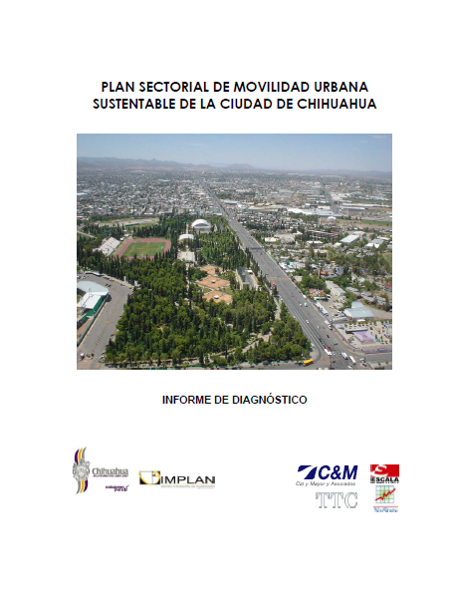 PLAN SECTORIAL DE MOVILIDAD URBANA
SUSTENTABLE DE LA CIUDAD DE CHIHUAHUA
INFORME DE DIAGNÓSTICO
Chihuahua
IMPLAN
C&M
Cal y Mayor y Asociados
TTC
ESCALA